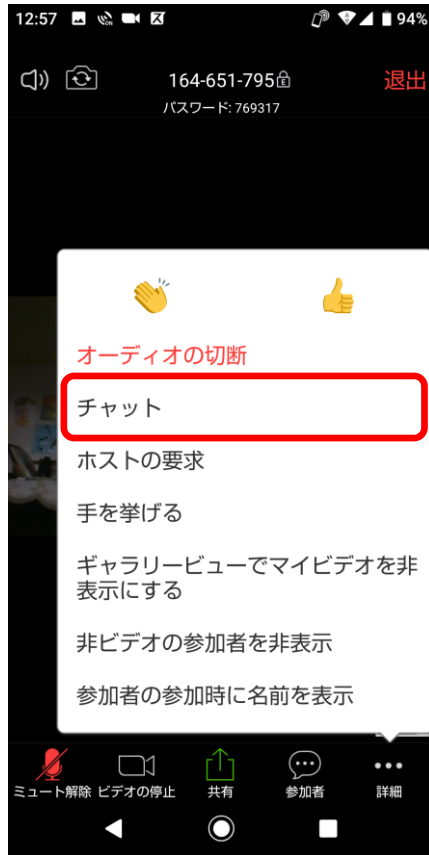 12:57
94%
164-651-795
退出
パスワード: 769317
オーディオの切断
チャット
ホストの要求
手を挙げる
ギャラリービューでマイビデオを非
表示にする
非ビデオの参加者を非表示
参加者の参加時に名前を表示
ミュート解除 ビデオの停止 共有 参加者 詳細